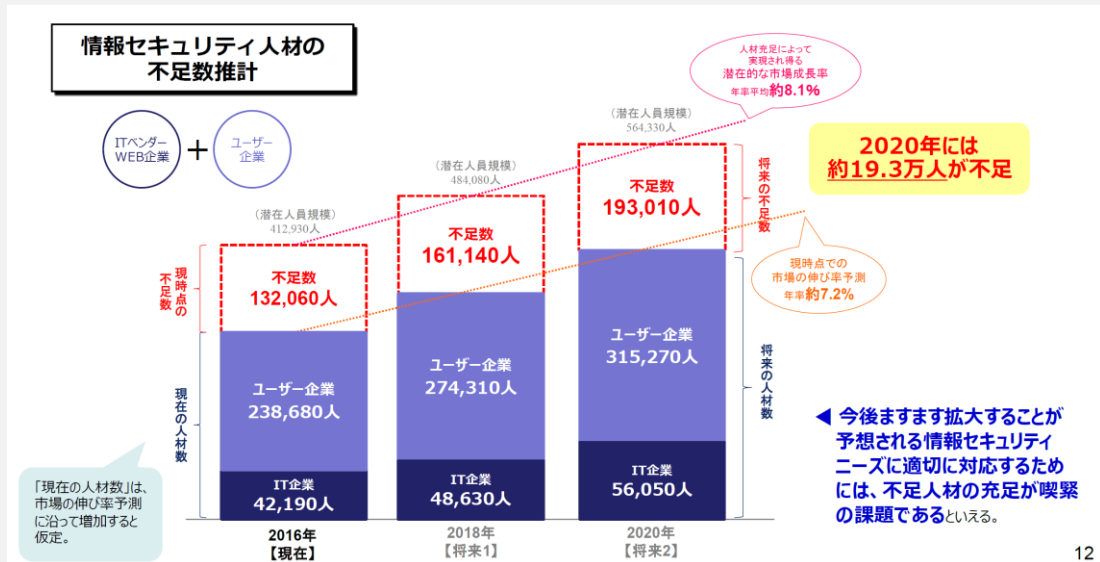 情報セキュリティ人材の
不足数推計
ITベンダー
WEB企業
+
ユーザー
企業
人材充足によって
実現され得る
潜在的な市場成長率
年率平均約8.1%
(潜在人員規模)
412,930人
(潜在人員規模)
484,080人
(潜在人員規模)
564,330人
2020年には
約19.3万人が不足
現時点の
不足数
不足数
132,060人
不足数
161,140人
不足数
193,010人
将来の不足数
現時点での
市場の伸び率予測
年率約7.2%
現在の人材数
ユーザー企業
238,680人
ユーザー企業
274,310人
ユーザー企業
315,270人
将来の人材数
IT企業
42,190人
IT企業
48,630人
IT企業
56,050人
◀ 今後ますます拡大することが
予想される情報セキュリティ
ニーズに適切に対応するため
には、不足人材の充足が喫緊
の課題であるといえる。
「現在の人材数」は、
市場の伸び率予測
に沿って増加すると
仮定。
2016年
【現在】
2018年
【将来1】
2020年
【将来2】
12